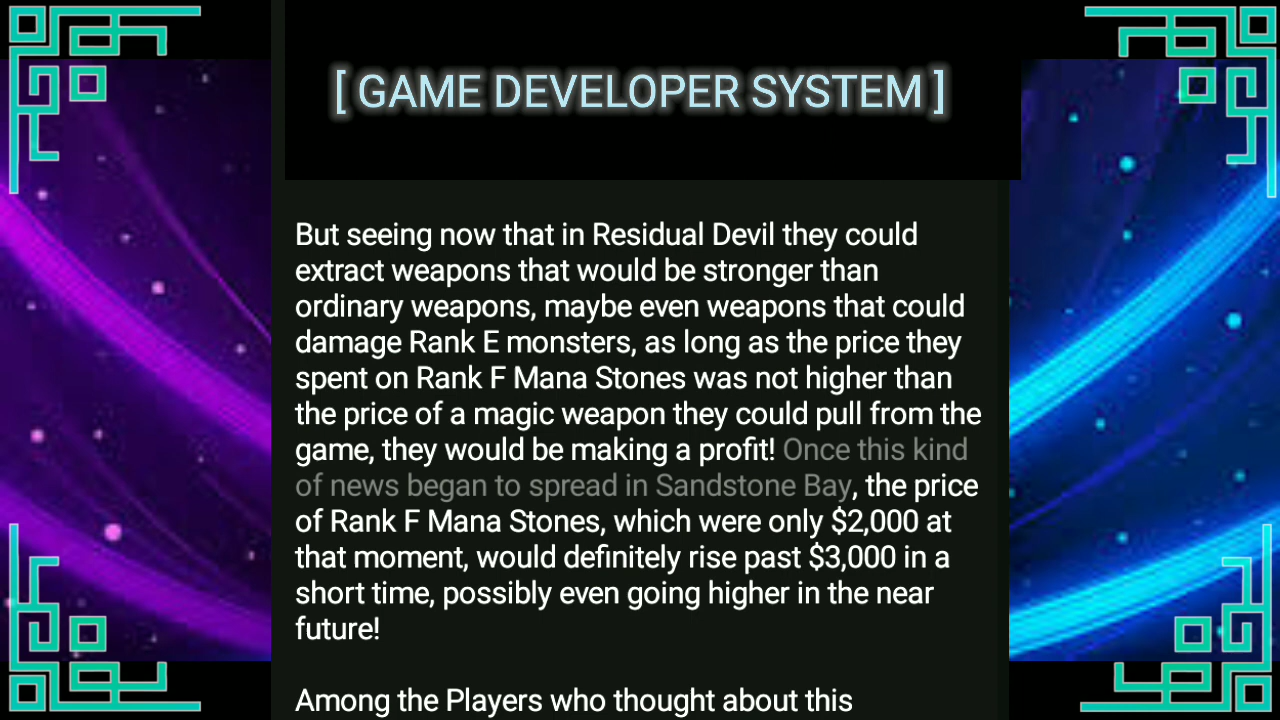 [ GAME DEVELOPER SYSTEM ]
But seeing now that in Residual Devil they could
extract weapons that would be stronger than
ordinary weapons, maybe even weapons that could
damage Rank E monsters, as long as the price they
spent on Rank F Mana Stones was not higher than
the price of a magic weapon they could pull from the
game, they would be making a profit! Once this kind
of news began to spread in Sandstone Bay, the price
of Rank F Mana Stones, which were only $2,000 at
that moment, would definitely rise past $3,000 in a
short time, possibly even going higher in the near
future!
Among the Players who thought about this